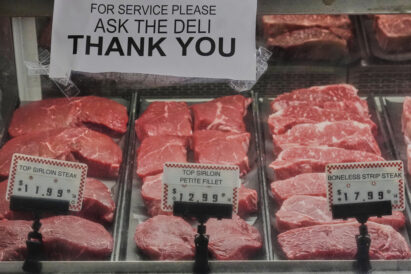 FOR SERVICE PLEASE
ASK THE DELI
THANK YOU
TOP SIRLOIN STEAK
$11.99
TOP SIRLOIN
PETITE FILLET
$12.99
BONELESS STRIP STEAK
$17.99